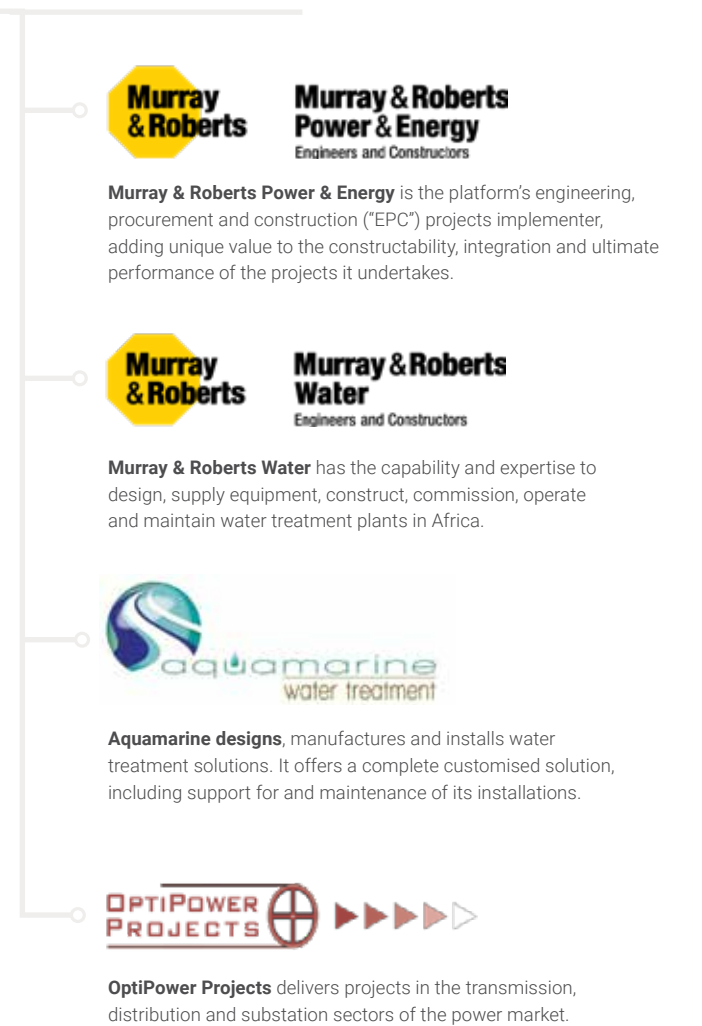 Murray
& Roberts
Murray & Roberts
Power & Energy
Engineers and Constructors
Murray & Roberts Power & Energy is the platform’s engineering,
procurement and construction (“EPC”) projects implementer,
adding unique value to the constructability, integration and ultimate
performance of the projects it undertakes.
Murray
& Roberts
Murray & Roberts
Water
Engineers and Constructors
Murray & Roberts Water has the capability and expertise to
design, supply equipment, construct, commission, operate
and maintain water treatment plants in Africa.
aquamarine
water treatment
Aquamarine designs, manufactures and installs water
treatment solutions. It offers a complete customised solution,
including support for and maintenance of its installations.
OPTIPOWER
PROJECTS
OptiPower Projects delivers projects in the transmission,
distribution and substation sectors of the power market.